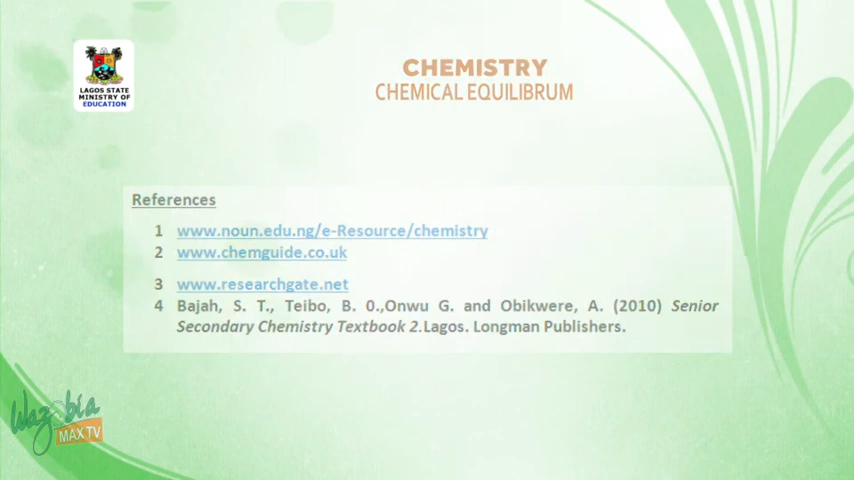 LAGOS STATE
MINISTRY OF
EDUCATION
CHEMISTRY
CHEMICAL EQUILIBRUM
References
1 www.noun.edu.ng/e-Resource/chemistry
2 www.chemguide.co.uk
3 www.researchgate.net
4 Bajah, S. T., Teibo, B. 0.,Onwu G. and Obikwere, A. (2010) Senior
Secondary Chemistry Textbook 2.Lagos. Longman Publishers.
Wazobia
MAX TV